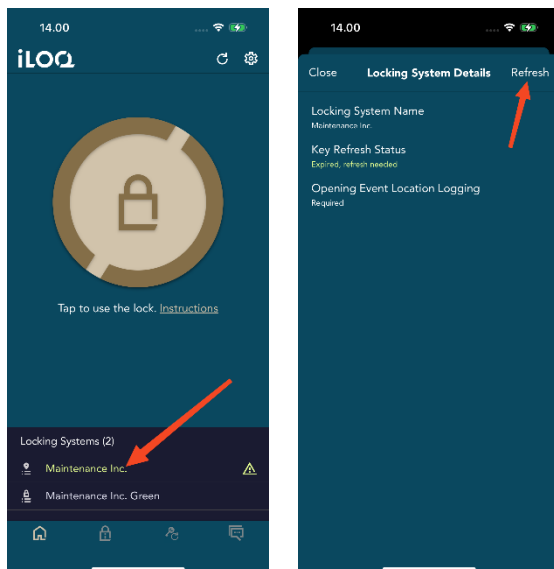 14.00
iLOQ
Tap to use the lock. Instructions
Locking Systems (2)
Maintenance Inc.
Maintenance Inc. Green
14.00
Close Locking System Details Refresh
Locking System Name
Maintenance Inc.
Key Refresh Status
Expired, refresh needed
Opening Event Location Logging
Required